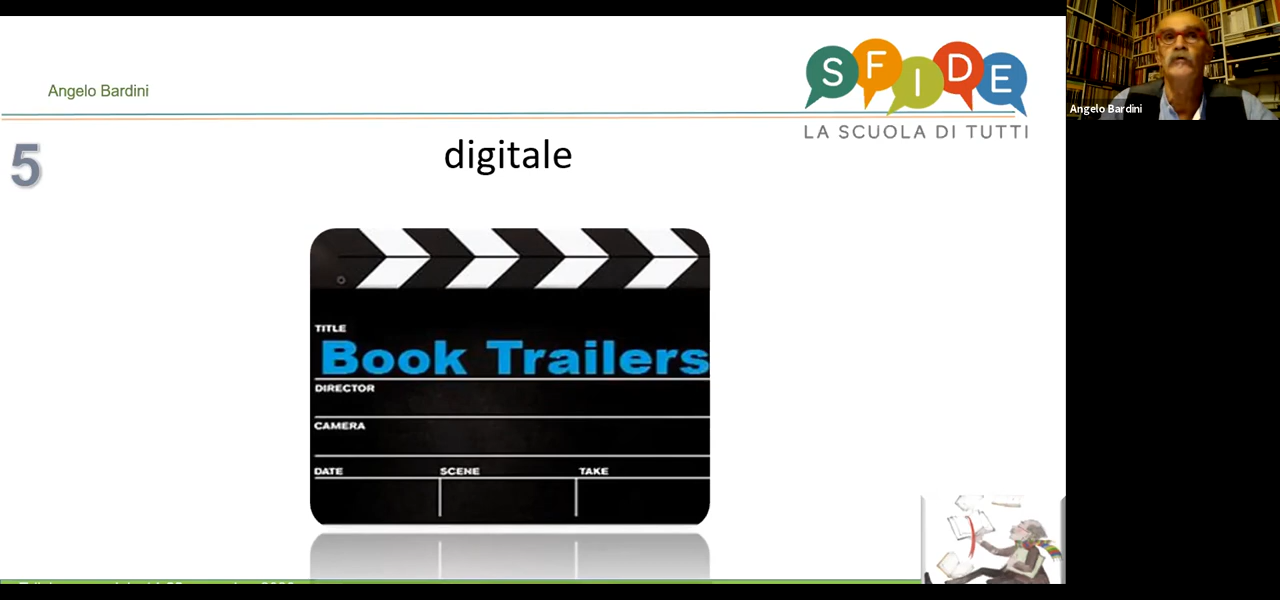 Angelo Bardini
SFIDE
LA SCUOLA DI TUTTI
Angelo Bardini
5
digitale
TITLE
Book Trailers
DIRECTOR
CAMERA
DATE SCENE TAKE